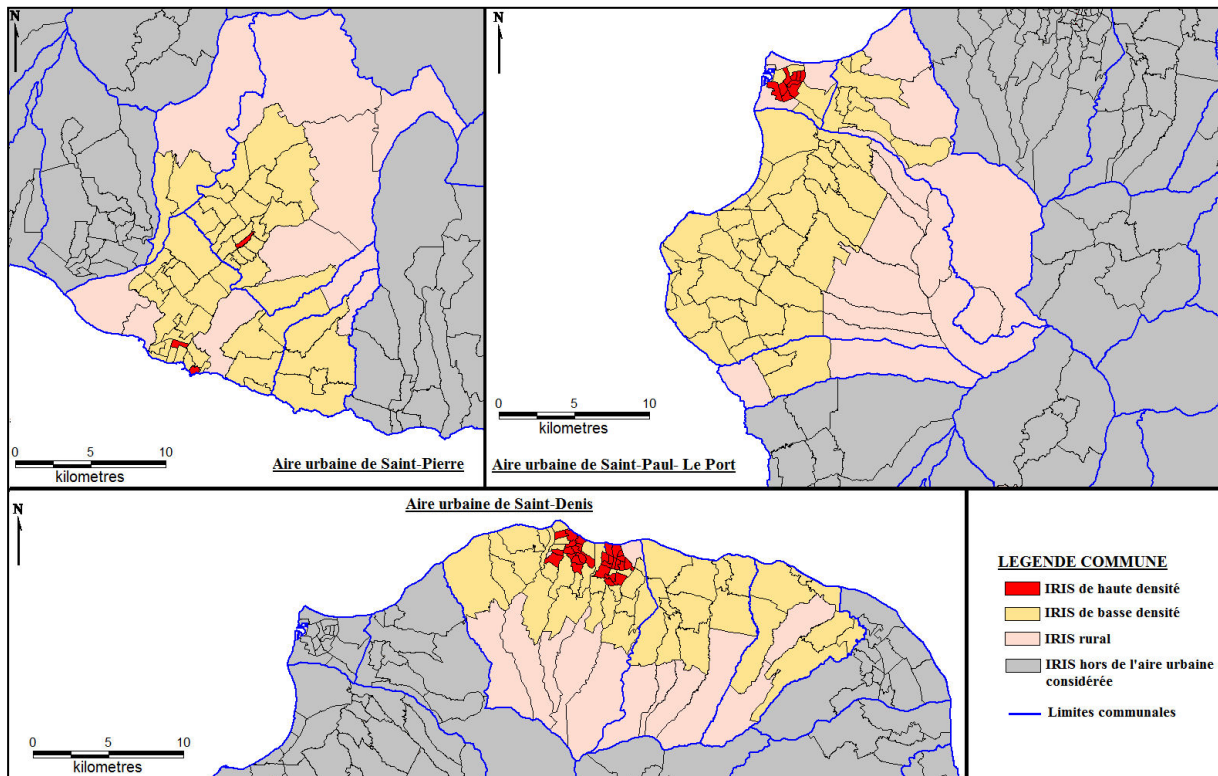 N
0 5 10
kilometres
Aire urbaine de Saint-Pierre
N
0 5 10
kilometres
Aire urbaine de Saint-Paul- Le Port
Aire urbaine de Saint-Denis
N
0 5 10
kilometres
LEGENDE COMMUNE
IRIS de haute densité
IRIS de basse densité
IRIS rural
IRIS hors de l'aire urbaine
considérée
Limites communales